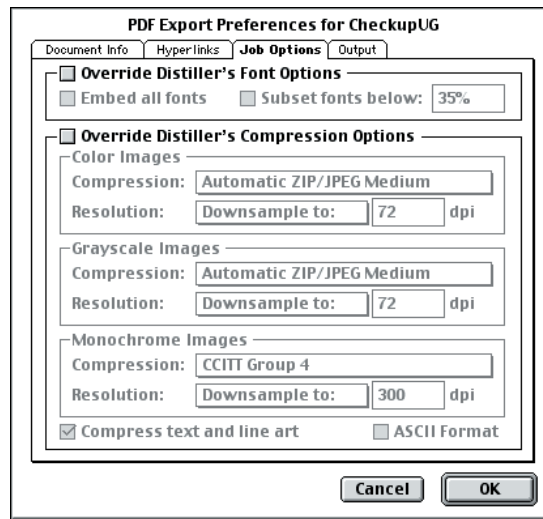 PDF Export Preferences for CheckupUG
Document Info Hyperlinks Job Options Output
Override Distiller's Font Options
Embed all fonts Subset fonts below: 35%
Override Distiller's Compression Options
Color Images
Compression: Automatic ZIP/JPEG Medium
Resolution: Downsample to: 72 dpi
Grayscale Images
Compression: Automatic ZIP/JPEG Medium
Resolution: Downsample to: 72 dpi
Monochrome Images
Compression: CCITT Group 4
Resolution: Downsample to: 300 dpi
Compress text and line art ASCII Format
Cancel OK